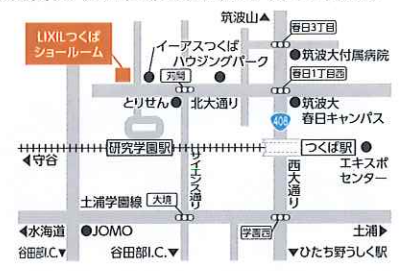 筑波山▲
LIXILつくば
ショールーム
春日3丁目
イーアスつくば
ハウジングパーク
筑波大付属病院
苅間
春日1丁目西
とりせん
北大通り
筑波大
春日キャンパス
408
研究学園駅
つくば駅
◀守谷
サイエンス通り
西大通り
エキスポ
センター
土浦学園線
大境
◀水海道
JOMO
学園西
土浦▶
谷田部I.C.▼
谷田部I.C.▼
▼ひたち野うしく駅